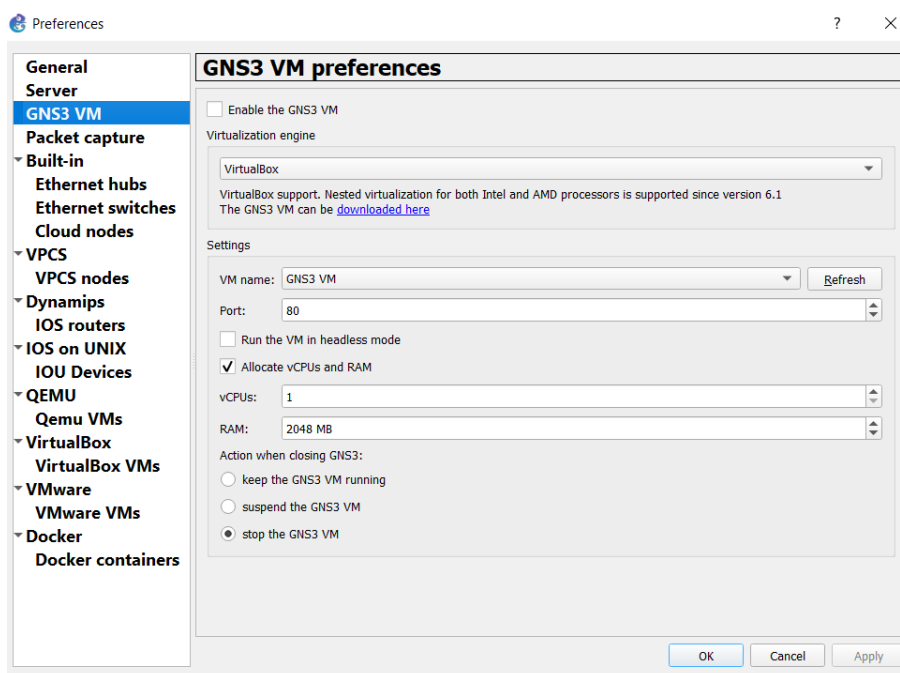 Preferences
?
General
Server
GNS3 VM
Packet capture
Built-in
Ethernet hubs
Ethernet switches
Cloud nodes
VPCS
VPCS nodes
Dynamips
IOS routers
IOS on UNIX
IOU Devices
QEMU
Qemu VMs
VirtualBox
VirtualBox VMs
VMware
VMware VMs
Docker
Docker containers
GNS3 VM preferences
Enable the GNS3 VM
Virtualization engine
VirtualBox
VirtualBox support. Nested virtualization for both Intel and AMD processors is supported since version 6.1
The GNS3 VM can be downloaded here
Settings
VM name: GNS3 VM Refresh
Port: 80
Run the VM in headless mode
Allocate vCPUs and RAM
vCPUs: 1
RAM: 2048 MB
Action when closing GNS3:
keep the GNS3 VM running
suspend the GNS3 VM
stop the GNS3 VM
OK Cancel Apply